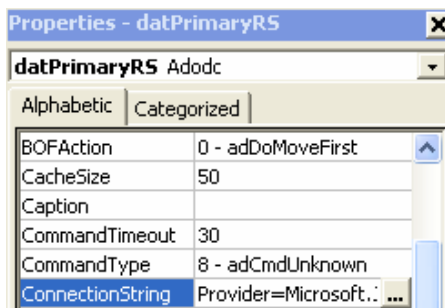 Properties - datPrimaryRS
datPrimaryRS Adodc
Alphabetic Categorized
BOFAction 0 - adDoMoveFirst
CacheSize 50
Caption
CommandTimeout 30
CommandType 8 - adCmdUnknown
ConnectionString Provider=Microsoft. ...